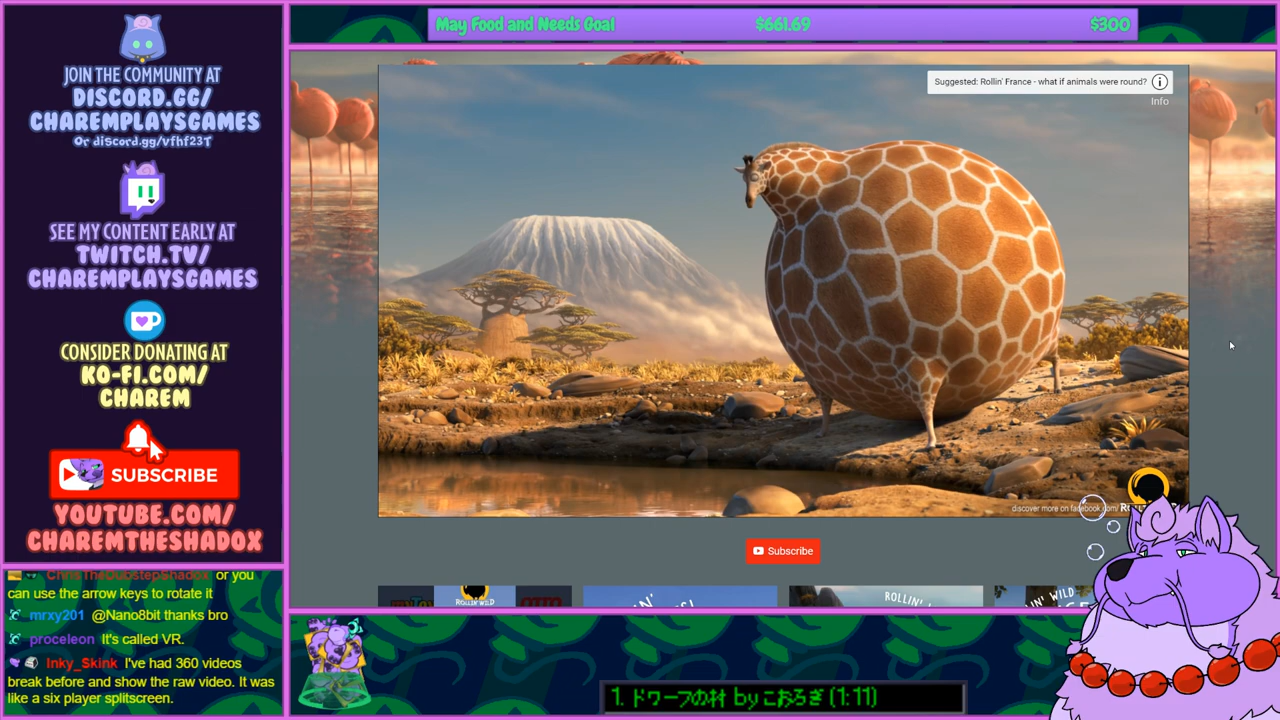 May Food and Needs Goal $661.69 $300
JOIN THE COMMUNITY AT
DISCORD.GG/
CHAREMPLAYSGAMES
Or discord.gg/vfhf23T
SEE MY CONTENT EARLY AT
TWITCH.TV/
CHAREMPLAYSGAMES
CONSIDER DONATING AT
KO-FI.COM/
CHAREM
SUBSCRIBE
YOUTUBE.COM/
CHAREMTHESHADOX
Suggested: Rollin' France - what if animals were round?
Info
discover more on facebook.com/
Subscribe
ROLLIN' WILD
ROLLIN'
ChrisTheDubstepShadox or you
can use the arrow keys to rotate it
mrxy201 @Nano8bit thanks bro
proceleon It's called VR.
Inky_Skink I've had 360 videos
break before and show the raw video. It was
like a six player splitscreen.
1. ドワーフの村 by こおろぎ (1:11)